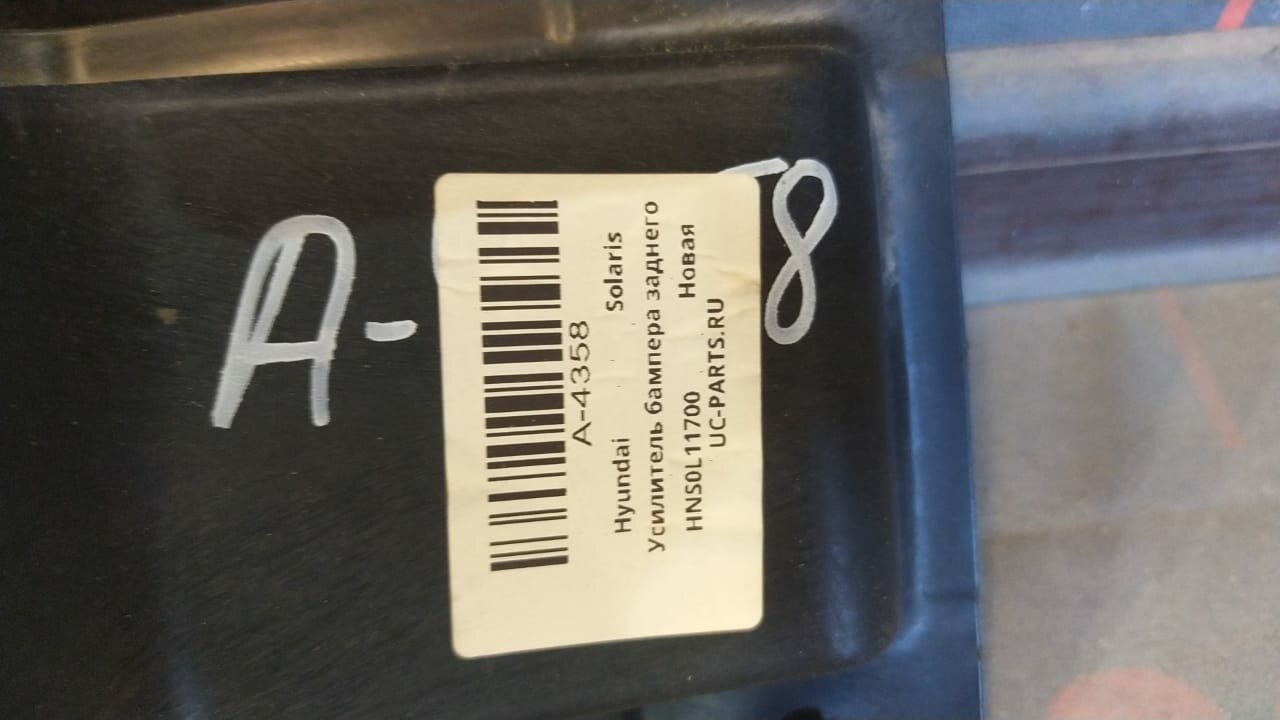 A-
8
A-4358
Hyundai Solaris
Усилитель бампера заднего
HNS0L11700 Новая
UC-PARTS.RU